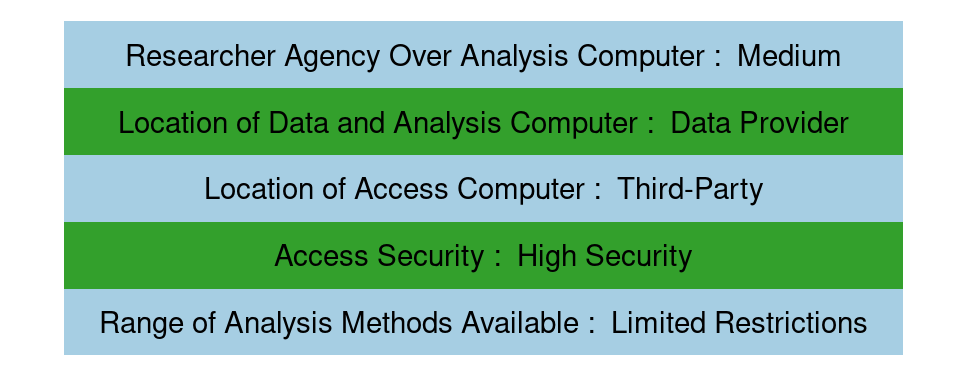 Researcher Agency Over Analysis Computer : Medium
Location of Data and Analysis Computer : Data Provider
Location of Access Computer : Third-Party
Access Security : High Security
Range of Analysis Methods Available : Limited Restrictions